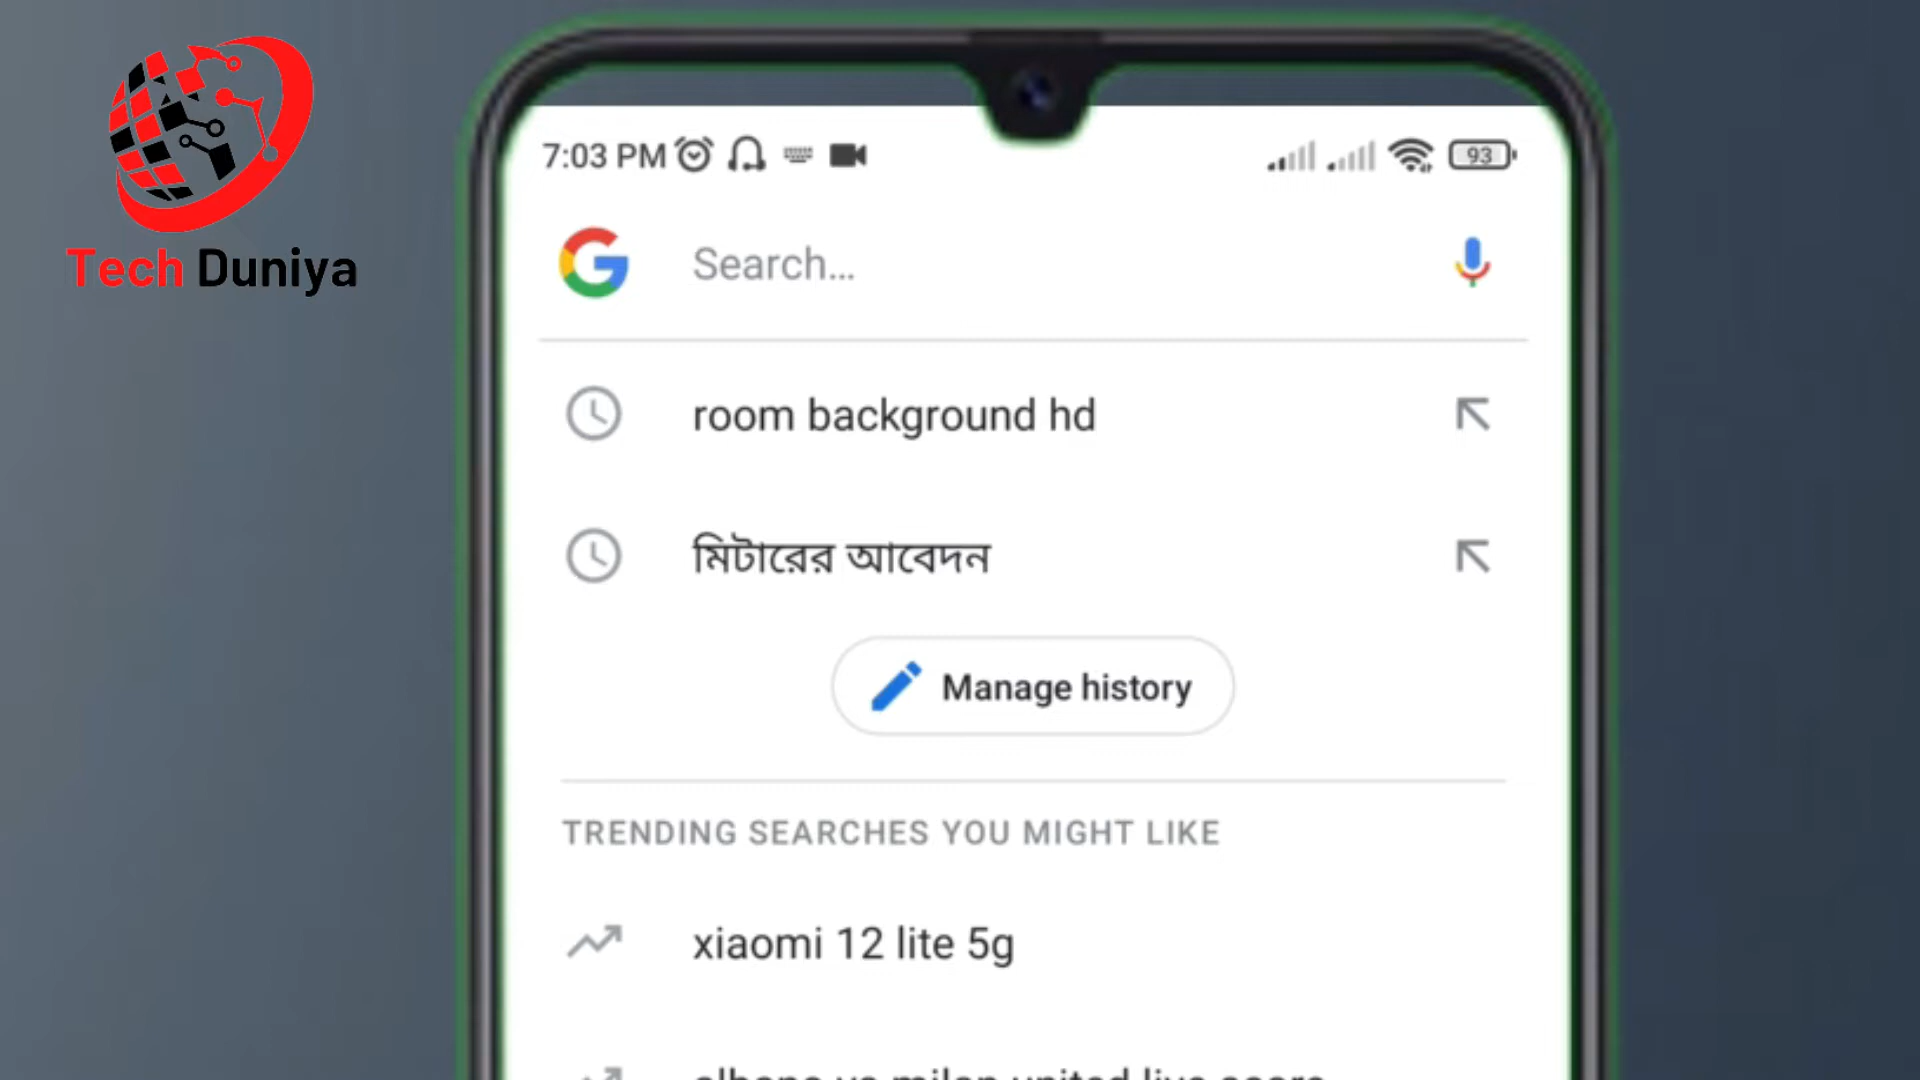 Tech Duniya
7:03 PM
93
Search...
room background hd
মিটারের আবেদন
Manage history
TRENDING SEARCHES YOU MIGHT LIKE
xiaomi 12 lite 5g